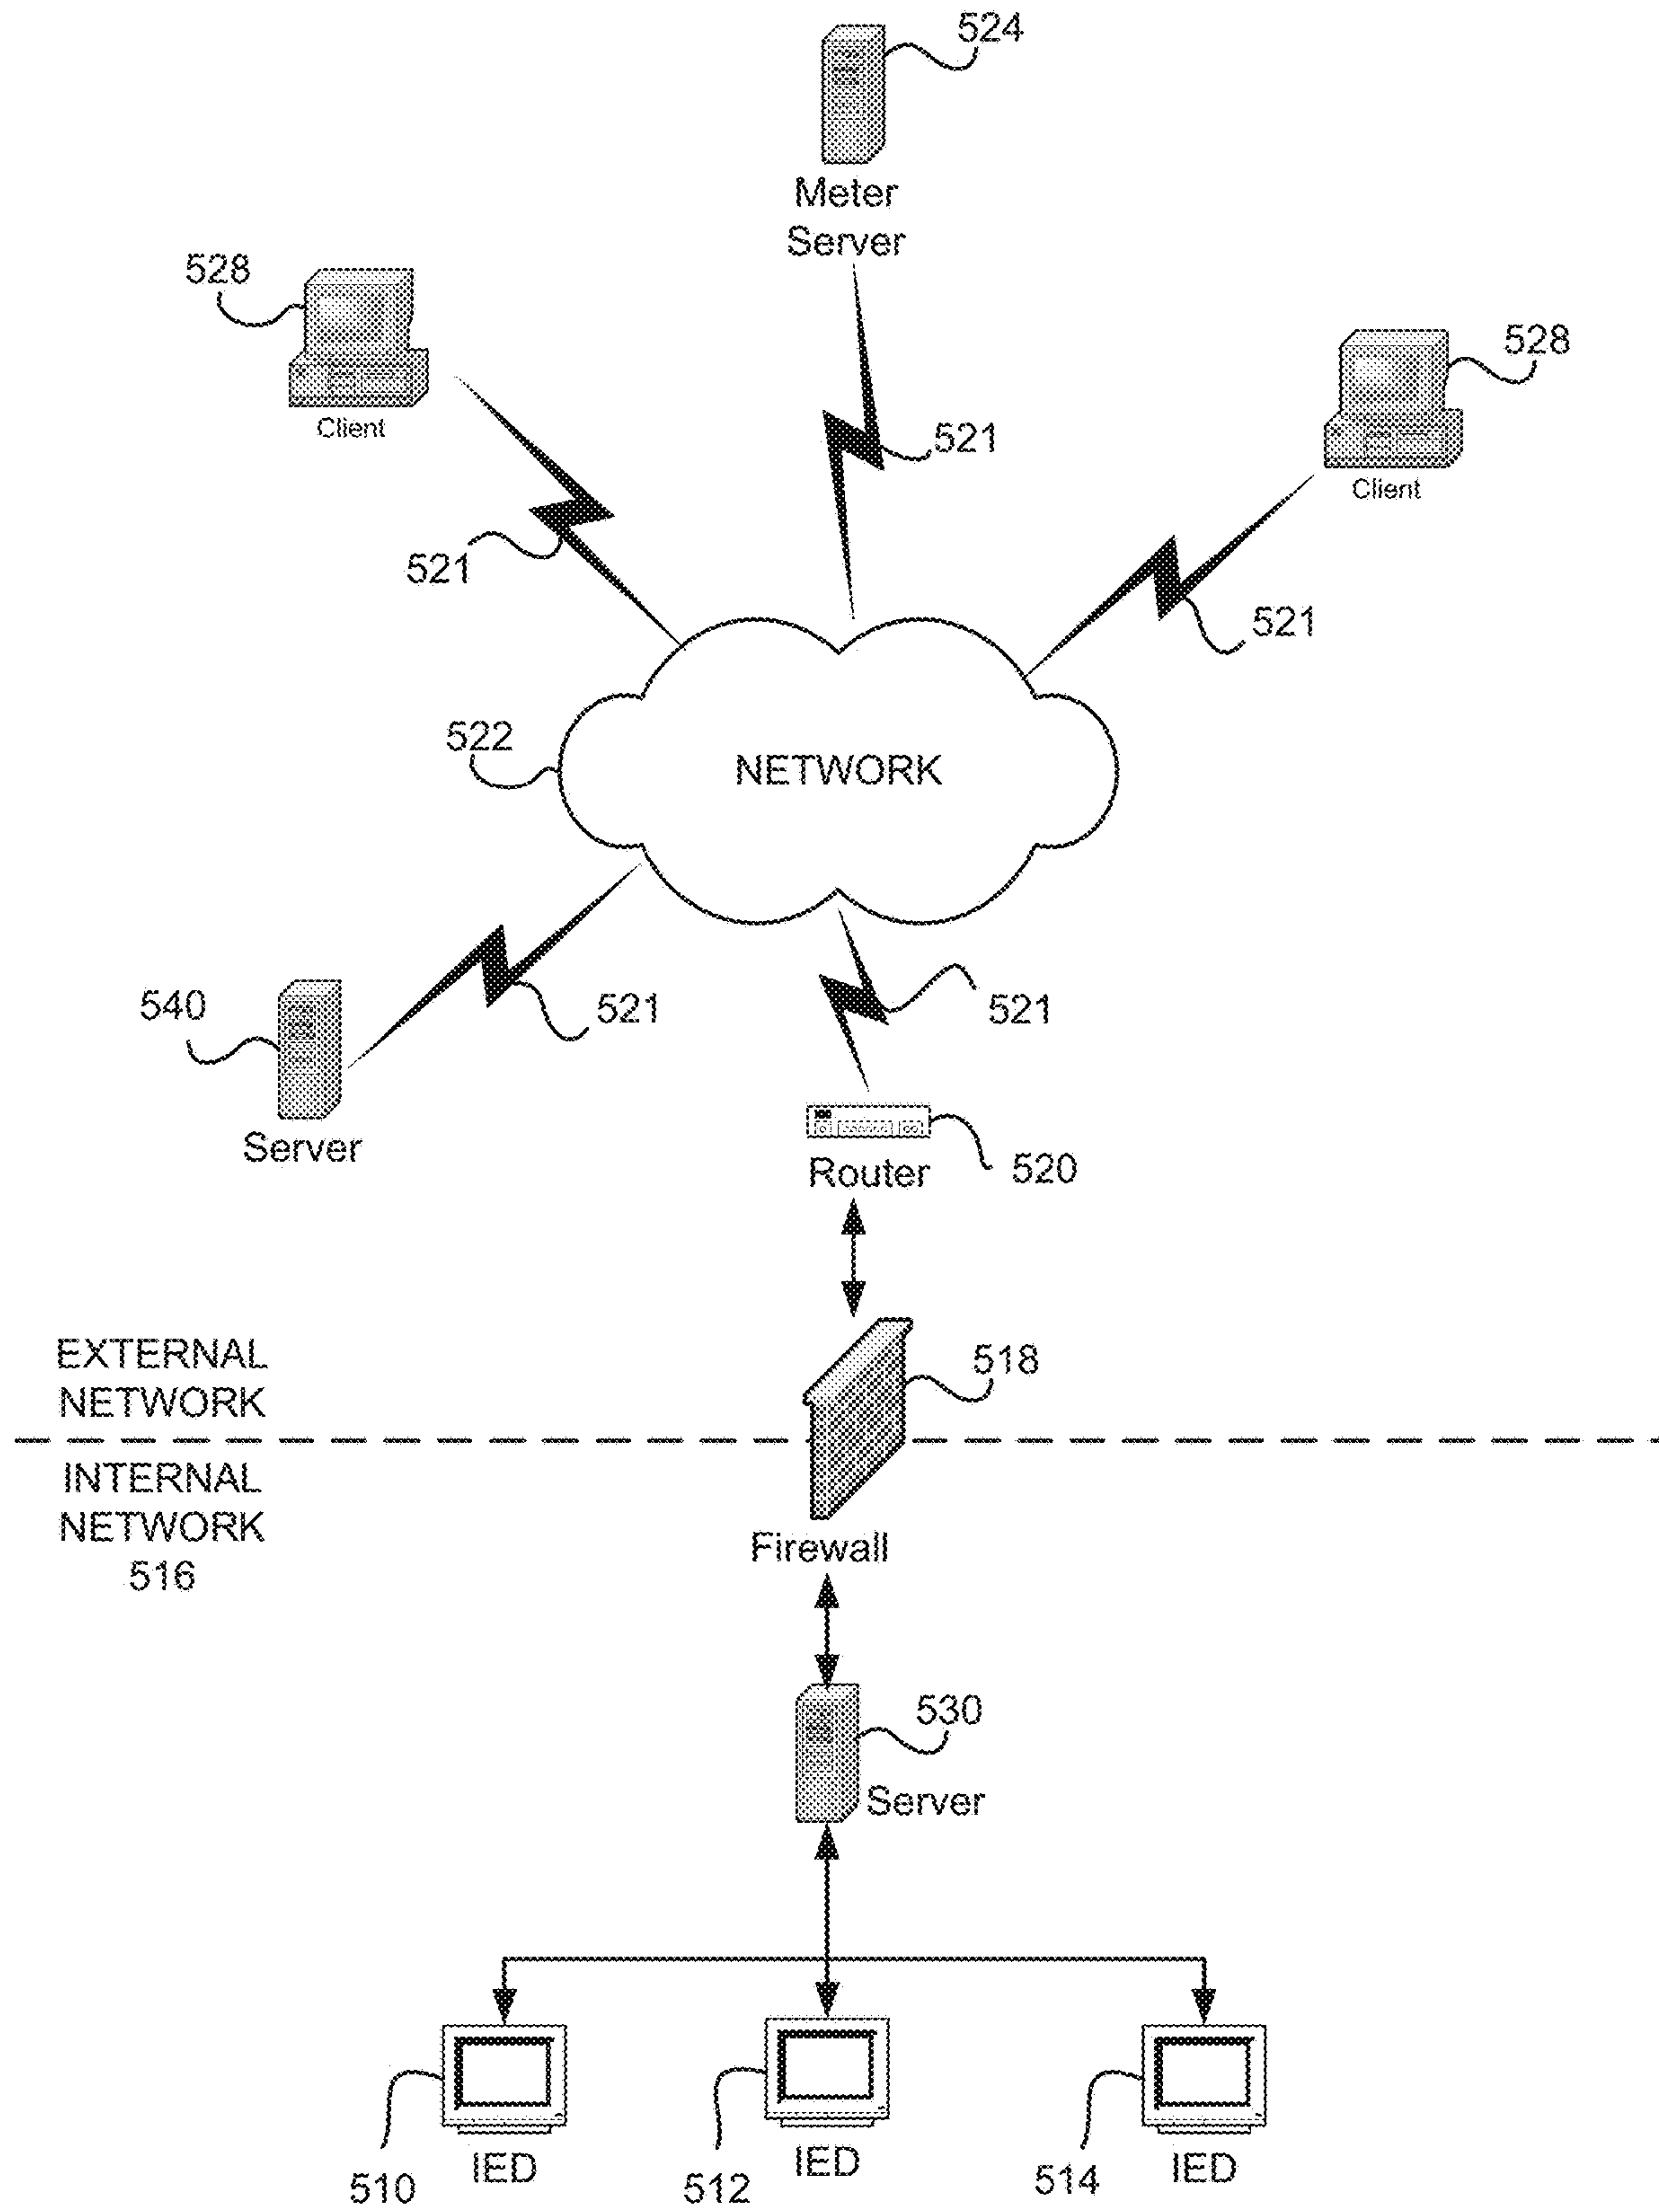 524
Meter
Server
528
Client
528
Client
521
521
521
522
NETWORK
540
Server
521
521
Router
520
EXTERNAL
NETWORK
518
INTERNAL
NETWORK
516
Firewall
530
Server
510
IED
512
IED
514
IED